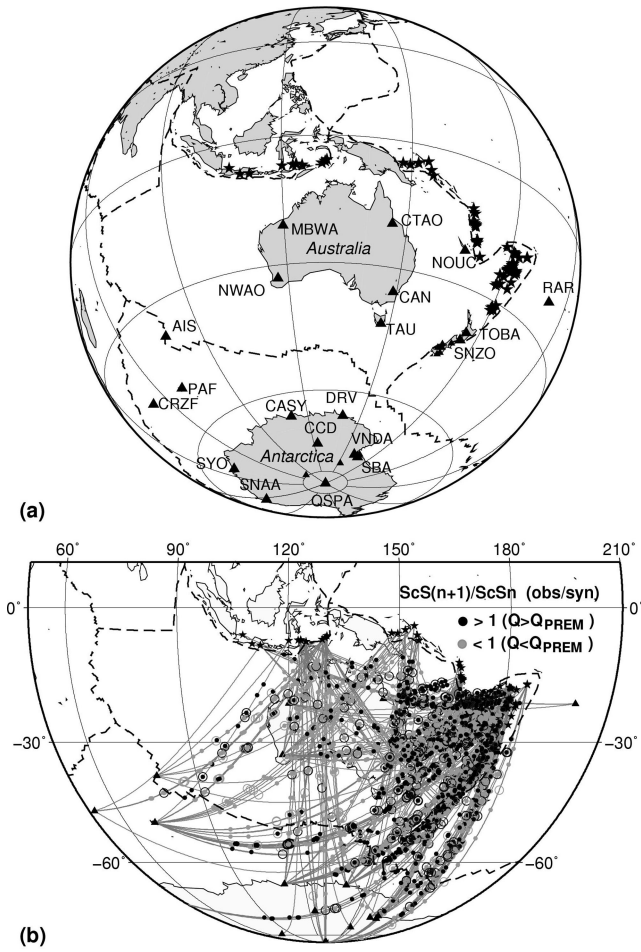 MBWA
CTAO
Australia
NOUC
NWAO
CAN
RAR
TAU
AIS
TOBA
SNZO
PAF
CRZF
CASY
DRV
CCD
VNDA
Antarctica
SYO
SBA
SNAA
QSPA
(a)
60° 90° 120° 150° 180° 210°
ScS(n+1)/ScSn (obs/syn)
0° 0°
> 1 (Q>QPREM )
< 1 (Q<QPREM )
−30° −30°
−60° −60°
(b)